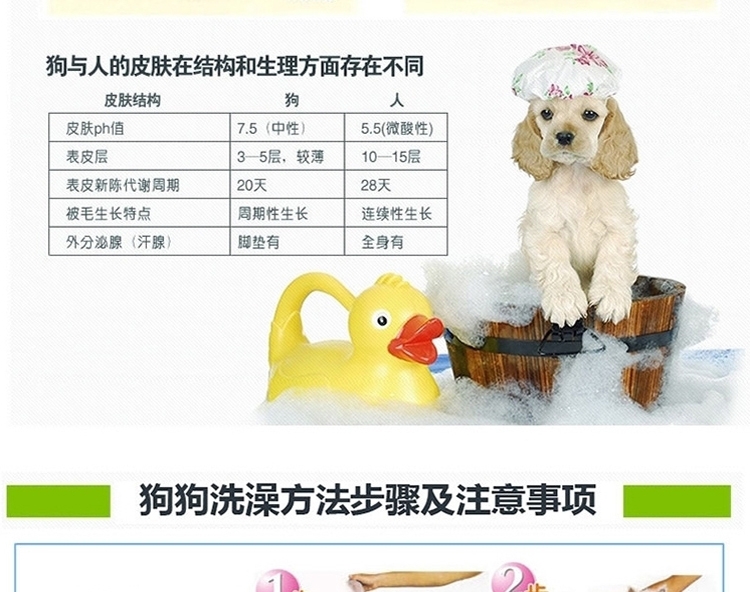 狗与人的皮肤在结构和生理方面存在不同
皮肤结构 狗 人
皮肤ph值 7.5（中性） 5.5(微酸性)
表皮层 3—5层，较薄 10—15层
表皮新陈代谢周期 20天 28天
被毛生长特点 周期性生长 连续性生长
外分泌腺（汗腺） 脚垫有 全身有
狗狗洗澡方法步骤及注意事项
1 2